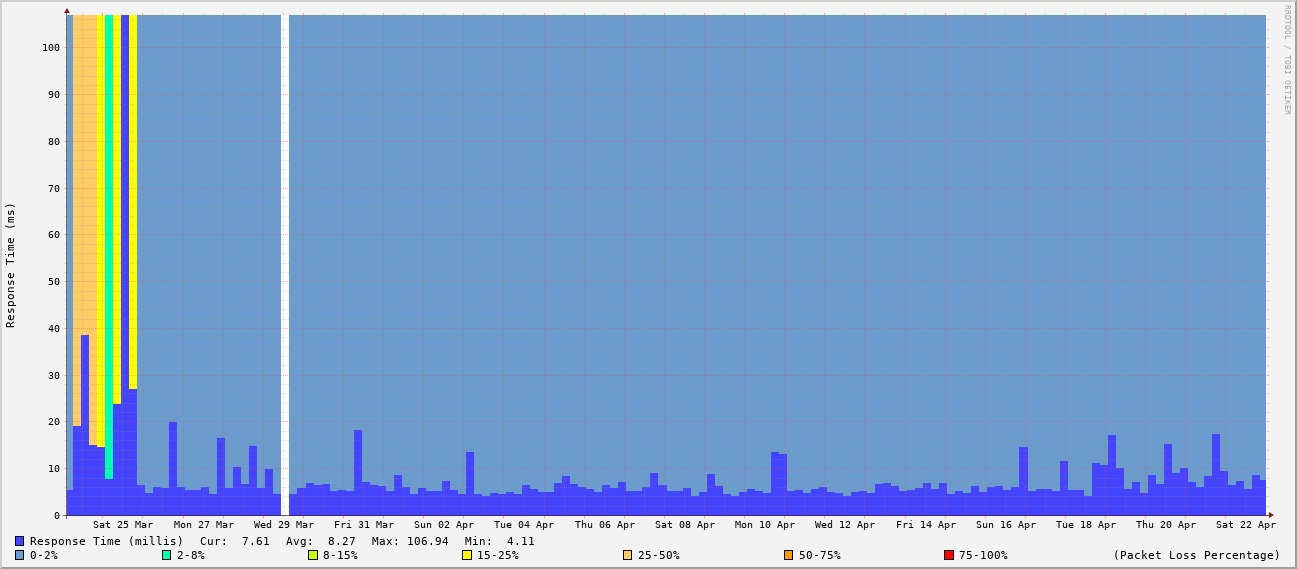 RRDTOOL / TOBI OETIKER
Response Time (ms)
100
90
80
70
60
50
40
30
20
10
0
Sat 25 Mar Mon 27 Mar Wed 29 Mar Fri 31 Mar Sun 02 Apr Tue 04 Apr Thu 06 Apr Sat 08 Apr Mon 10 Apr Wed 12 Apr Fri 14 Apr Sun 16 Apr Tue 18 Apr Thu 20 Apr Sat 22 Apr
Response Time (millis) Cur: 7.61 Avg: 8.27 Max: 106.94 Min: 4.11
0-2% 2-8% 8-15% 15-25% 25-50% 50-75% 75-100% (Packet Loss Percentage)